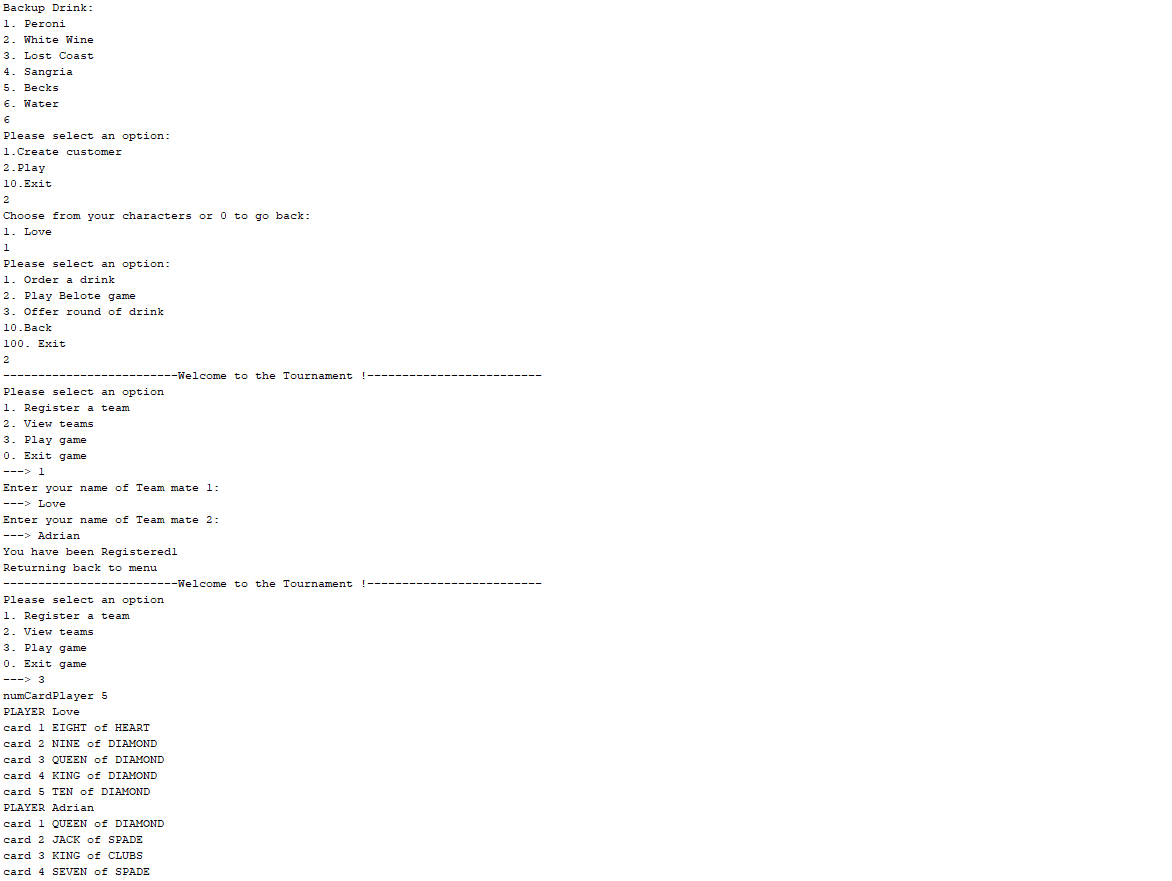 Backup Drink:
1. Peroni
2. White Wine
3. Lost Coast
4. Sangria
5. Becks
6. Water
6
Please select an option:
1.Create customer
2.Play
10.Exit
2
Choose from your characters or 0 to go back:
1. Love
1
Please select an option:
1. Order a drink
2. Play Belote game
3. Offer round of drink
10.Back
100. Exit
2
-------------------------Welcome to the Tournament !-------------------------
Please select an option
1. Register a team
2. View teams
3. Play game
0. Exit game
---> 1
Enter your name of Team mate 1:
---> Love
Enter your name of Team mate 2:
---> Adrian
You have been Registered1
Returning back to menu
-------------------------Welcome to the Tournament !-------------------------
Please select an option
1. Register a team
2. View teams
3. Play game
0. Exit game
---> 3
numCardPlayer 5
PLAYER Love
card 1 EIGHT of HEART
card 2 NINE of DIAMOND
card 3 QUEEN of DIAMOND
card 4 KING of DIAMOND
card 5 TEN of DIAMOND
PLAYER Adrian
card 1 QUEEN of DIAMOND
card 2 JACK of SPADE
card 3 KING of CLUBS
card 4 SEVEN of SPADE